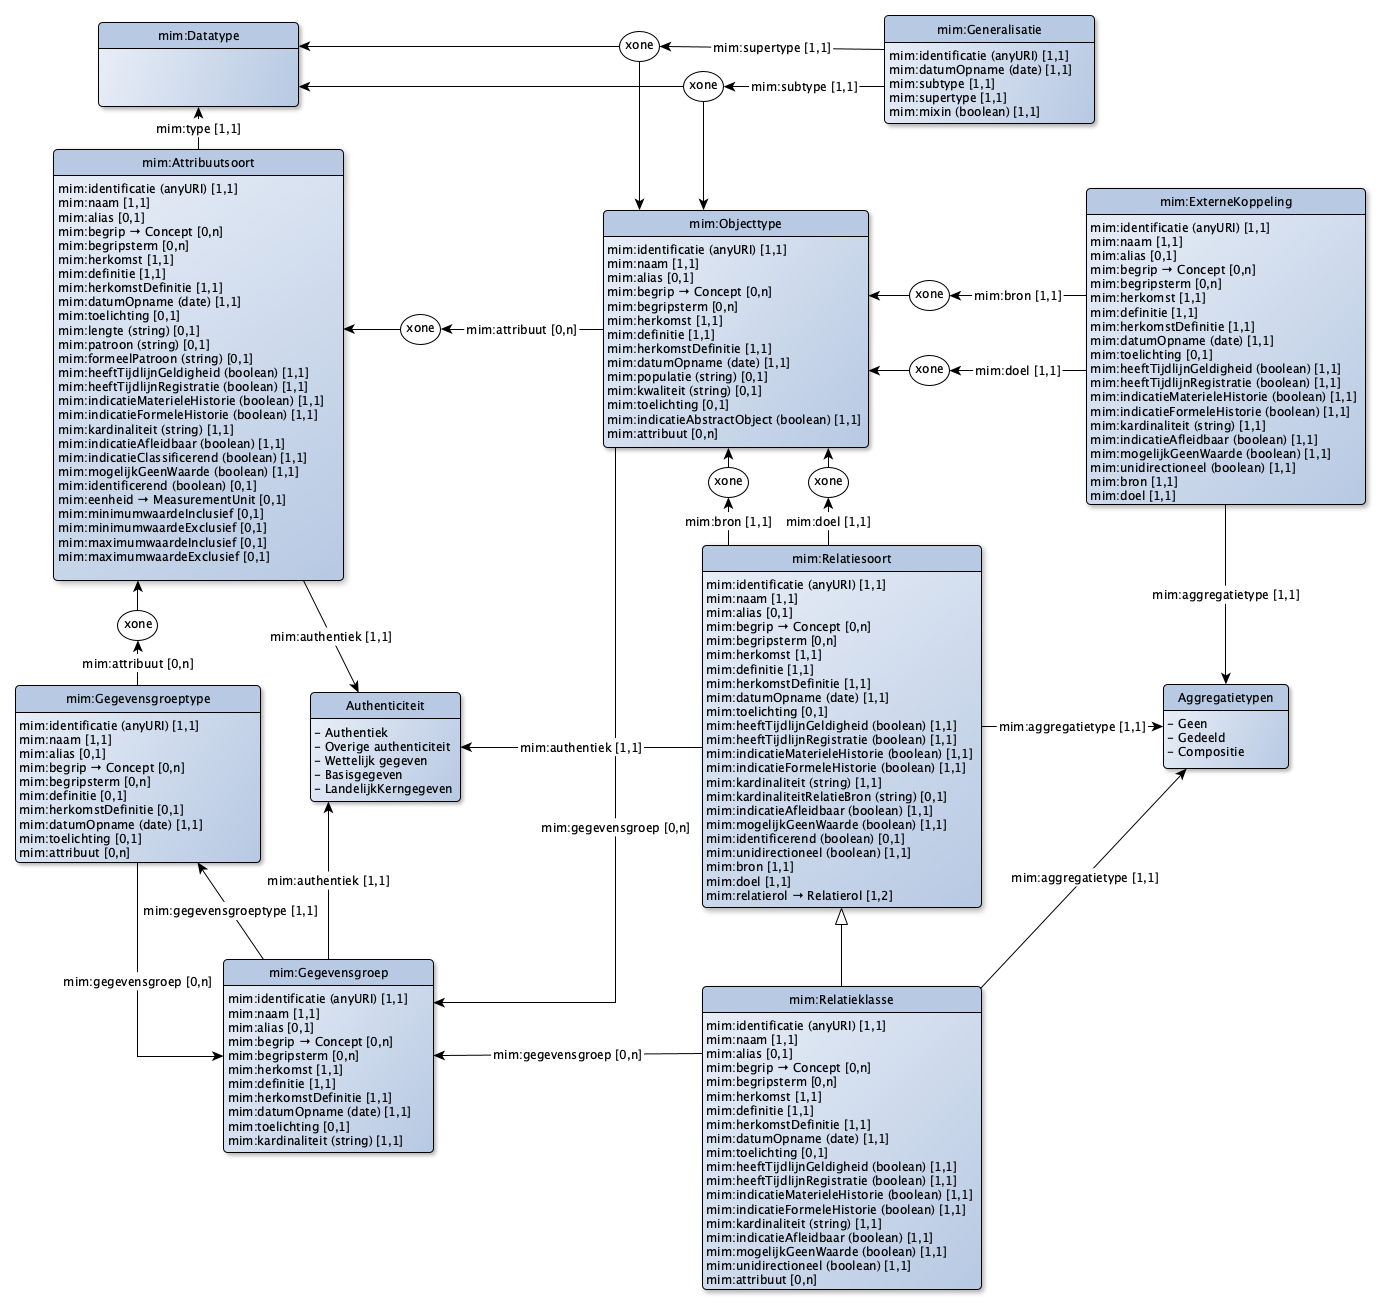 mim:Datatype
xone
mim:supertype [1,1]
xone
mim:subtype [1,1]
mim:Generalisatie
mim:identificatie (anyURI) [1,1]
mim:datumOpname (date) [1,1]
mim:subtype [1,1]
mim:supertype [1,1]
mim:mixin (boolean) [1,1]
mim:type [1,1]
mim:Attribuutsoort
mim:identificatie (anyURI) [1,1]
mim:naam [1,1]
mim:alias [0,1]
mim:begrip → Concept [0,n]
mim:begripsterm [0,n]
mim:herkomst [1,1]
mim:definitie [1,1]
mim:herkomstDefinitie [1,1]
mim:datumOpname (date) [1,1]
mim:toelichting [0,1]
mim:lengte (string) [0,1]
mim:patroon (string) [0,1]
mim:formeelPatroon (string) [0,1]
mim:heeftTijdlijnGeldigheid (boolean) [1,1]
mim:heeftTijdlijnRegistratie (boolean) [1,1]
mim:indicatieMaterieleHistorie (boolean) [1,1]
mim:indicatieFormeleHistorie (boolean) [1,1]
mim:kardinaliteit (string) [1,1]
mim:indicatieAfleidbaar (boolean) [1,1]
mim:indicatieClassificerend (boolean) [1,1]
mim:mogelijkGeenWaarde (boolean) [1,1]
mim:identificerend (boolean) [0,1]
mim:eenheid → MeasurementUnit [0,1]
mim:minimumwaardeInclusief [0,1]
mim:minimumwaardeExclusief [0,1]
mim:maximumwaardeInclusief [0,1]
mim:maximumwaardeExclusief [0,1]
xone
mim:attribuut [0,n]
mim:Objecttype
mim:identificatie (anyURI) [1,1]
mim:naam [1,1]
mim:alias [0,1]
mim:begrip → Concept [0,n]
mim:begripsterm [0,n]
mim:herkomst [1,1]
mim:definitie [1,1]
mim:herkomstDefinitie [1,1]
mim:datumOpname (date) [1,1]
mim:populatie (string) [0,1]
mim:kwaliteit (string) [0,1]
mim:toelichting [0,1]
mim:indicatieAbstractObject (boolean) [1,1]
mim:attribuut [0,n]
xone
mim:bron [1,1]
xone
mim:doel [1,1]
mim:ExterneKoppeling
mim:identificatie (anyURI) [1,1]
mim:naam [1,1]
mim:alias [0,1]
mim:begrip → Concept [0,n]
mim:begripsterm [0,n]
mim:herkomst [1,1]
mim:definitie [1,1]
mim:herkomstDefinitie [1,1]
mim:datumOpname (date) [1,1]
mim:toelichting [0,1]
mim:heeftTijdlijnGeldigheid (boolean) [1,1]
mim:heeftTijdlijnRegistratie (boolean) [1,1]
mim:indicatieMaterieleHistorie (boolean) [1,1]
mim:indicatieFormeleHistorie (boolean) [1,1]
mim:kardinaliteit (string) [1,1]
mim:indicatieAfleidbaar (boolean) [1,1]
mim:mogelijkGeenWaarde (boolean) [1,1]
mim:unidirectioneel (boolean) [1,1]
mim:bron [1,1]
mim:doel [1,1]
xone
xone
mim:bron [1,1]
mim:doel [1,1]
mim:aggregatietype [1,1]
xone
mim:attribuut [0,n]
mim:authentiek [1,1]
mim:Gegevensgroeptype
mim:identificatie (anyURI) [1,1]
mim:naam [1,1]
mim:alias [0,1]
mim:begrip → Concept [0,n]
mim:begripsterm [0,n]
mim:definitie [0,1]
mim:herkomstDefinitie [0,1]
mim:datumOpname (date) [1,1]
mim:toelichting [0,1]
mim:attribuut [0,n]
Authenticiteit
– Authentiek
– Overige authenticiteit
– Wettelijk gegeven
– Basisgegeven
– LandelijkKerngegeven
mim:authentiek [1,1]
mim:gegevensgroep [0,n]
mim:Relatiesoort
mim:identificatie (anyURI) [1,1]
mim:naam [1,1]
mim:alias [0,1]
mim:begrip → Concept [0,n]
mim:begripsterm [0,n]
mim:herkomst [1,1]
mim:definitie [1,1]
mim:herkomstDefinitie [1,1]
mim:datumOpname (date) [1,1]
mim:toelichting [0,1]
mim:heeftTijdlijnGeldigheid (boolean) [1,1]
mim:heeftTijdlijnRegistratie (boolean) [1,1]
mim:indicatieMaterieleHistorie (boolean) [1,1]
mim:indicatieFormeleHistorie (boolean) [1,1]
mim:kardinaliteit (string) [1,1]
mim:kardinaliteitRelatieBron (string) [0,1]
mim:indicatieAfleidbaar (boolean) [1,1]
mim:mogelijkGeenWaarde (boolean) [1,1]
mim:identificerend (boolean) [0,1]
mim:unidirectioneel (boolean) [1,1]
mim:bron [1,1]
mim:doel [1,1]
mim:relatierol → Relatierol [1,2]
mim:aggregatietype [1,1]
Aggregatietypen
– Geen
– Gedeeld
– Compositie
mim:aggregatietype [1,1]
mim:authentiek [1,1]
mim:gegevensgroeptype [1,1]
mim:gegevensgroep [0,n]
mim:Gegevensgroep
mim:identificatie (anyURI) [1,1]
mim:naam [1,1]
mim:alias [0,1]
mim:begrip → Concept [0,n]
mim:begripsterm [0,n]
mim:herkomst [1,1]
mim:definitie [1,1]
mim:herkomstDefinitie [1,1]
mim:datumOpname (date) [1,1]
mim:toelichting [0,1]
mim:kardinaliteit (string) [1,1]
mim:gegevensgroep [0,n]
mim:Relatieklasse
mim:identificatie (anyURI) [1,1]
mim:naam [1,1]
mim:alias [0,1]
mim:begrip → Concept [0,n]
mim:begripsterm [0,n]
mim:herkomst [1,1]
mim:definitie [1,1]
mim:herkomstDefinitie [1,1]
mim:datumOpname (date) [1,1]
mim:toelichting [0,1]
mim:heeftTijdlijnGeldigheid (boolean) [1,1]
mim:heeftTijdlijnRegistratie (boolean) [1,1]
mim:indicatieMaterieleHistorie (boolean) [1,1]
mim:indicatieFormeleHistorie (boolean) [1,1]
mim:kardinaliteit (string) [1,1]
mim:indicatieAfleidbaar (boolean) [1,1]
mim:mogelijkGeenWaarde (boolean) [1,1]
mim:unidirectioneel (boolean) [1,1]
mim:attribuut [0,n]